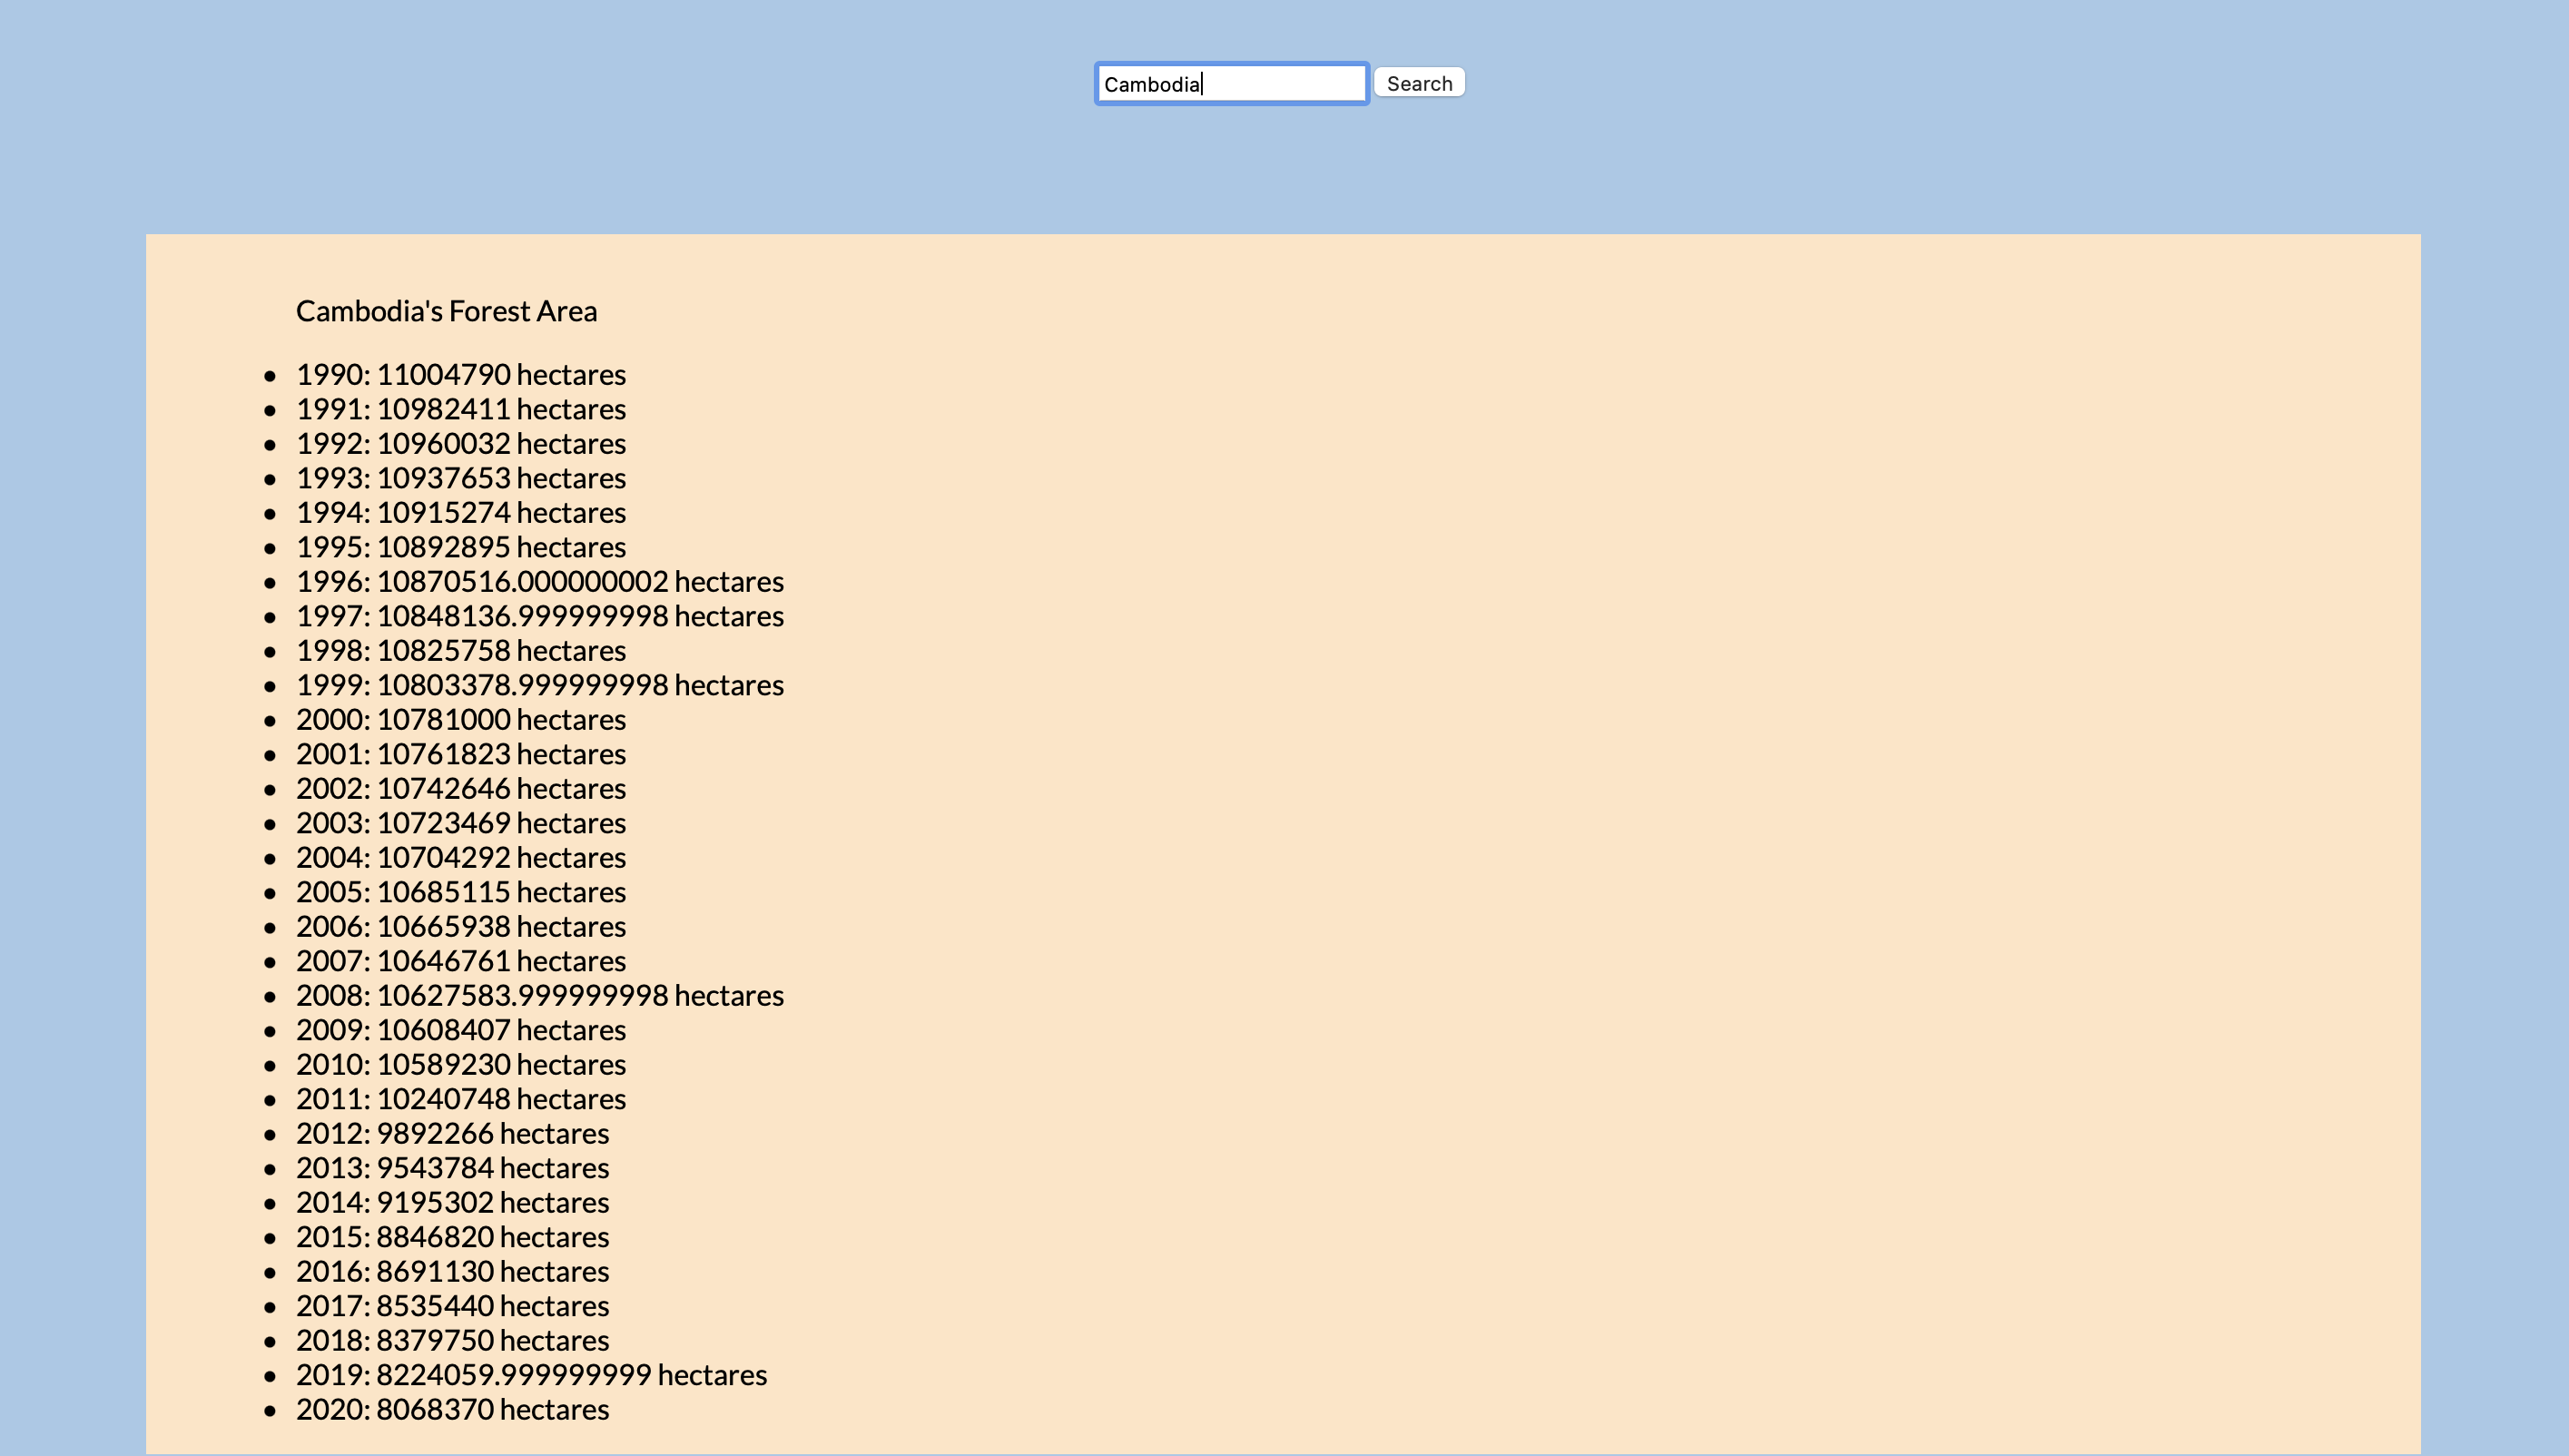 Cambodia
Search
Cambodia's Forest Area
1990: 11004790 hectares
1991: 10982411 hectares
1992: 10960032 hectares
1993: 10937653 hectares
1994: 10915274 hectares
1995: 10892895 hectares
1996: 10870516.000000002 hectares
1997: 10848136.999999998 hectares
1998: 10825758 hectares
1999: 10803378.999999998 hectares
2000: 10781000 hectares
2001: 10761823 hectares
2002: 10742646 hectares
2003: 10723469 hectares
2004: 10704292 hectares
2005: 10685115 hectares
2006: 10665938 hectares
2007: 10646761 hectares
2008: 10627583.999999998 hectares
2009: 10608407 hectares
2010: 10589230 hectares
2011: 10240748 hectares
2012: 9892266 hectares
2013: 9543784 hectares
2014: 9195302 hectares
2015: 8846820 hectares
2016: 8691130 hectares
2017: 8535440 hectares
2018: 8379750 hectares
2019: 8224059.999999999 hectares
2020: 8068370 hectares